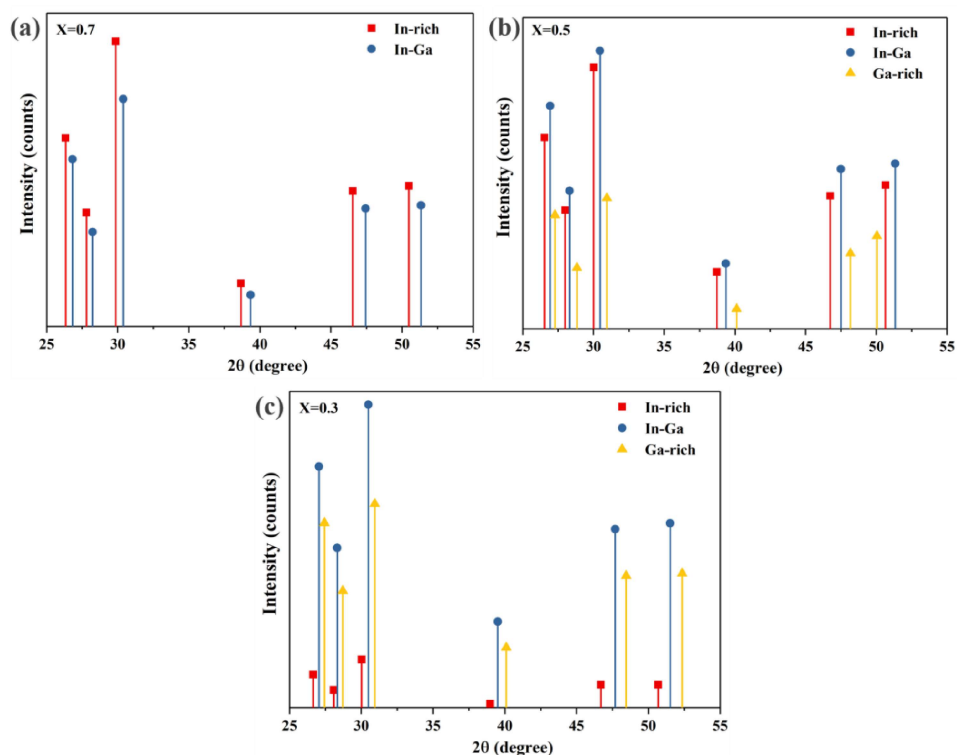 (a)
X=0.7
In-rich
In-Ga
Intensity (counts)
25 30 35 40 45 50 55
2θ (degree)
(b)
X=0.5
In-rich
In-Ga
Ga-rich
Intensity (counts)
25 30 35 40 45 50 55
2θ (degree)
(c)
X=0.3
In-rich
In-Ga
Ga-rich
Intensity (counts)
25 30 35 40 45 50 55
2θ (degree)